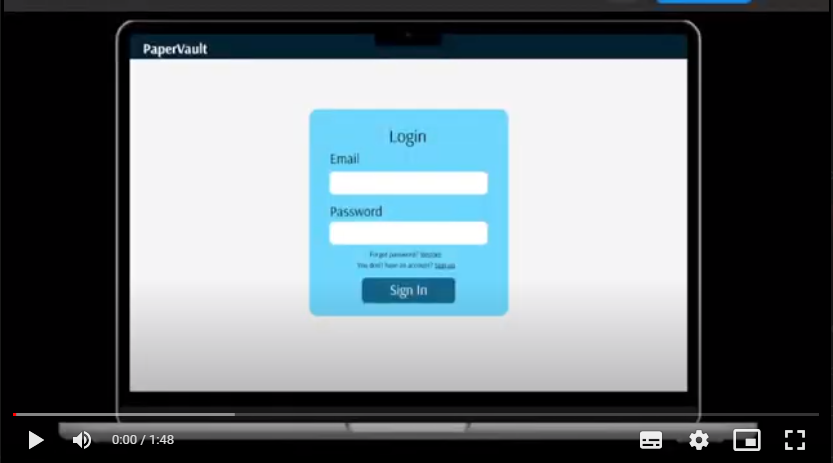 PaperVault
Login
Email
Password
Forgot password?
You don't have an account? Sign up
Sign In
0:00 / 1:48